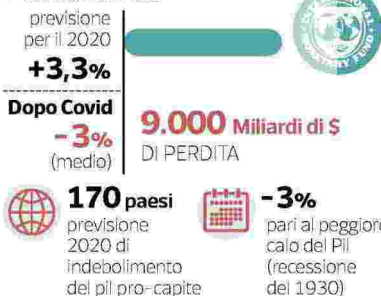 previsione
per il 2020
+3,3%
Dopo Covid
-3%
(medio)
9.000 Miliardi di $
DI PERDITA
170 paesi
previsione
2020 di
indebolimento
del pil pro-capite
-3%
pari al peggiore
calo del Pil
(recessione
del 1930)